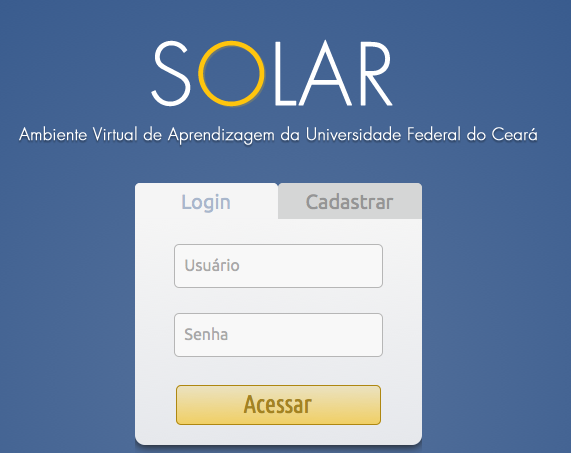 SOLAR
Ambiente Virtual de Aprendizagem da Universidade Federal do Ceará
Login Cadastrar
Usuário
Senha
Acessar